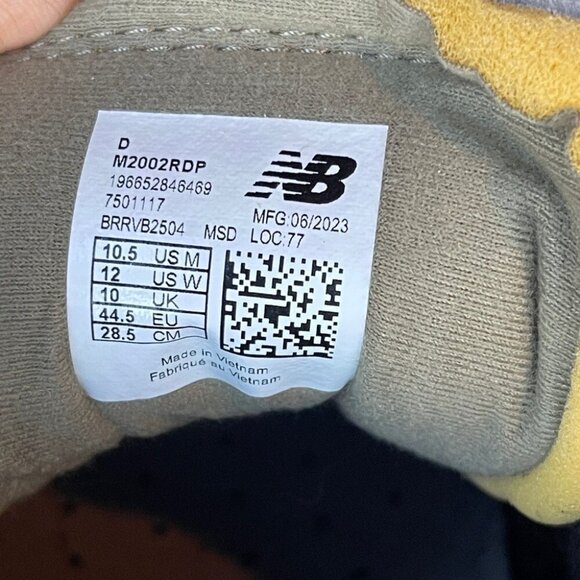 D
M2002RDP
196652846469
7501117
BRRVB2504 MSD
NB
MFG:06/2023
LOC:77
10.5 US M
12 US W
10 UK
44.5 EU
28.5 CM
Made in Vietnam
Fabriqué au Vietnam